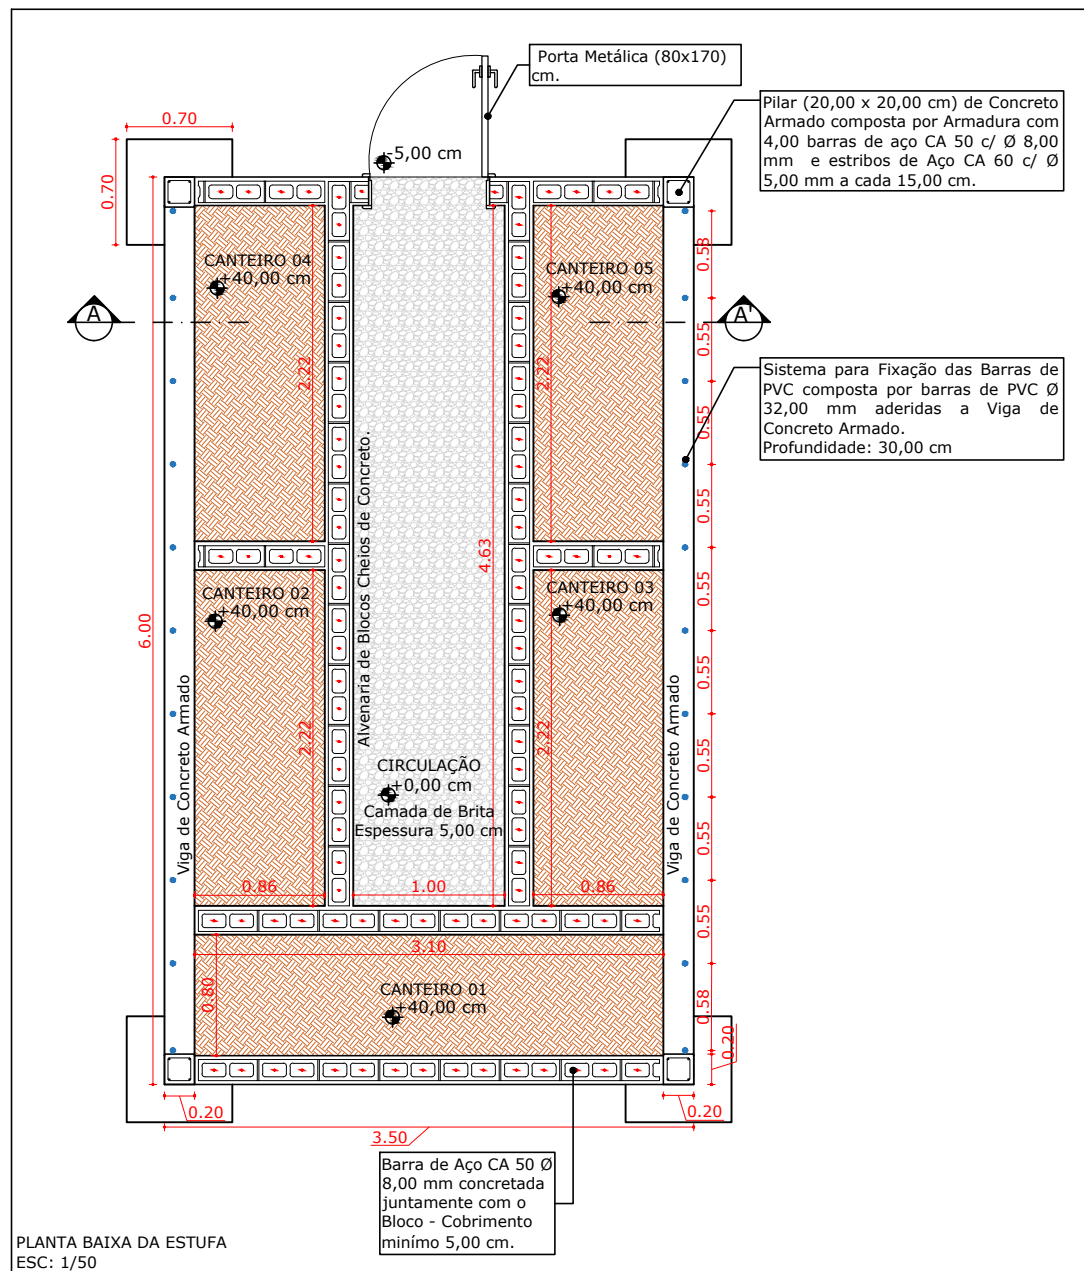 Porta Metálica (80x170)
cm.
0.70
Pilar (20,00 x 20,00 cm) de Concreto
Armado composto por Armadura com
4,00 barras de aço CA 50 c/ Ø 8,00
mm e estribos de Aço CA 60 c/ Ø
5,00 mm a cada 15,00 cm.
-5,00 cm
0.70
0.58
CANTEIRO 04
+40,00 cm
CANTEIRO 05
+40,00 cm
A
A'
0.55
2.22
2.22
Sistema para Fixação das Barras de
PVC composta por barras de PVC Ø
32,00 mm aderidas a Viga de
Concreto Armado.
Profundidade: 30,00 cm
0.55
Alvenaria de Blocos Cheios de Concreto.
0.55
4.63
0.55
CANTEIRO 02
+40,00 cm
CANTEIRO 03
+40,00 cm
6.00
0.55
Viga de Concreto Armado
Viga de Concreto Armado
2.22
2.22
0.55
CIRCULAÇÃO
+0,00 cm
Camada de Brita
Espessura 5,00 cm
0.55
0.86
1.00
0.86
0.55
3.10
0.80
CANTEIRO 01
+40,00 cm
0.58
0.20
0.20
0.20
3.50
Barra de Aço CA 50 Ø
8,00 mm concretada
juntamente com o
Bloco - Cobrimento
minímo 5,00 cm.
PLANTA BAIXA DA ESTUFA
ESC: 1/50